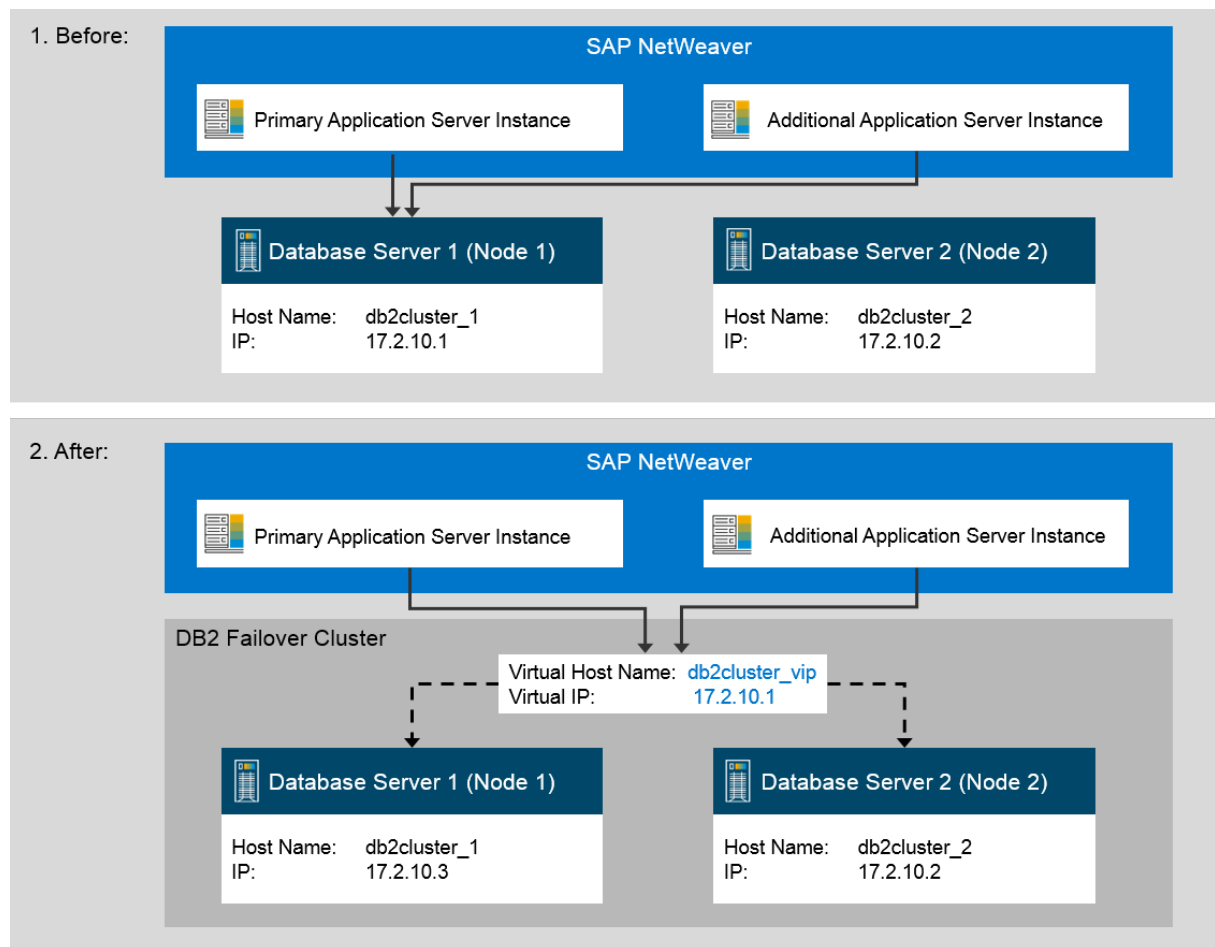 1. Before:
SAP NetWeaver
Primary Application Server Instance
Additional Application Server Instance
Database Server 1 (Node 1)
Database Server 2 (Node 2)
Host Name: db2cluster_1
IP: 17.2.10.1
Host Name: db2cluster_2
IP: 17.2.10.2
2. After:
SAP NetWeaver
Primary Application Server Instance
Additional Application Server Instance
DB2 Failover Cluster
Virtual Host Name: db2cluster_vip
Virtual IP: 17.2.10.1
Database Server 1 (Node 1)
Database Server 2 (Node 2)
Host Name: db2cluster_1
IP: 17.2.10.3
Host Name: db2cluster_2
IP: 17.2.10.2